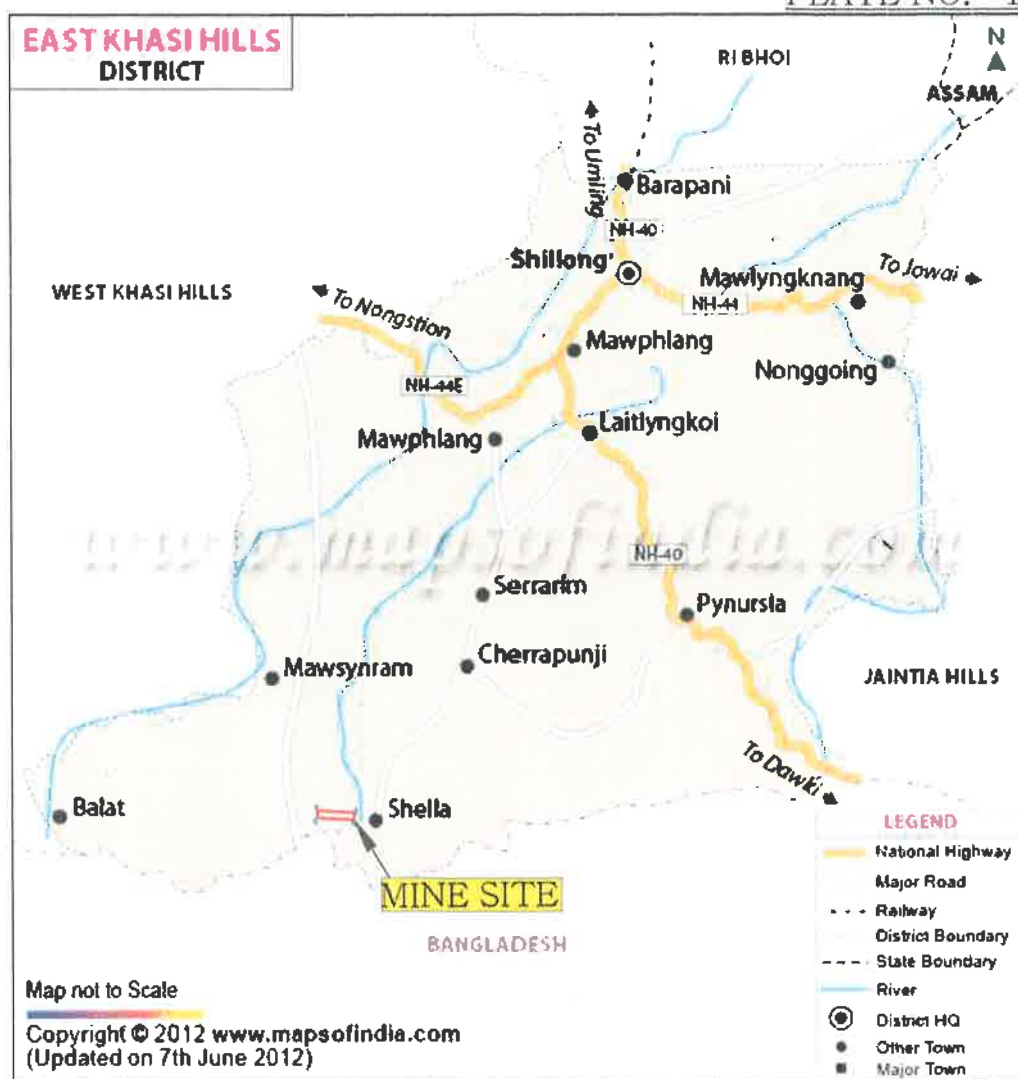 PLATE NO. - 1
EAST KHASI HILLS
DISTRICT
N
RI BHOI
ASSAM
To Umling
Barapani
NH-40
Shillong
Mawlyngknang
To Jowai
WEST KHASI HILLS
To Nongstion
NH-44
Mawphlang
Nonggoing
NH-44E
Laitlyngkoi
Mawphlang
www.mapsofindia.com
NH-40
Serrarim
Pynursla
Cherrapunji
Mawsynram
JAINTIA HILLS
To Dawki
Balat
Shella
MINE SITE
BANGLADESH
LEGEND
National Highway
Major Road
Railway
District Boundary
State Boundary
River
District HQ
Other Town
Major Town
Map not to Scale
Copyright © 2012 www.mapsofindia.com
(Updated on 7th June 2012)